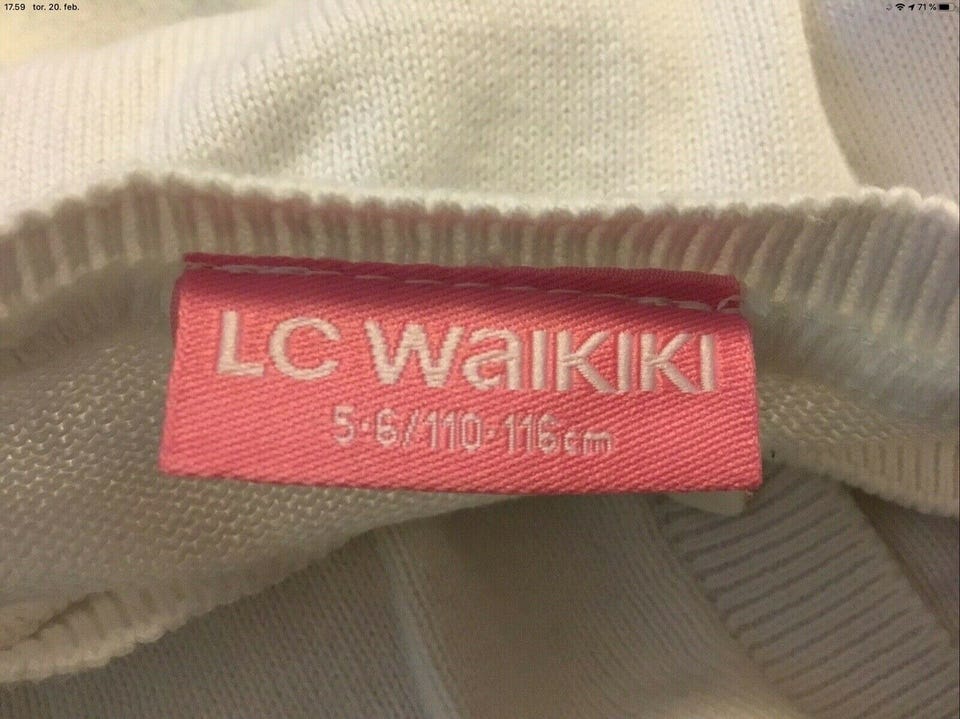 17.59 tor. 20. feb.
71 %
LC WaIKIKI
5-6/110-116cm